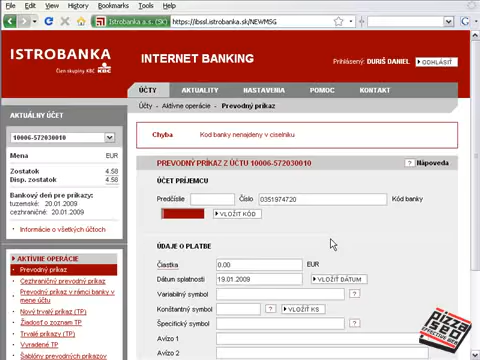 File Edit View History Bookmarks Tools Help
Istrobanka a.s. (SK) https://ibssl.istrobanka.sk/NEWMSG
ISTROBANKA
Člen skupiny KBC KBC
INTERNET BANKING
Prihlásený: DURIŠ DANIEL ODHLÁSIŤ
ÚČTY AKTUALITY NASTAVENIA POMOC KONTAKT
Účty Aktívne operácie Prevodný príkaz
AKTUÁLNY ÚČET
10006-572030010
Mena EUR
Zostatok 4.58
Disp. zostatok 4.58
Bankový deň pre príkazy:
tuzemské: 20.01.2009
cezhraničné: 20.01.2009
Informácie o všetkých účtoch
AKTÍVNE OPERÁCIE
Prevodný príkaz
Cezhraničný prevodný príkaz
Prevodný príkaz v rámci banky v mene účtu
Nový trvalý príkaz (TP)
Žiadosť o zoznam TP
Trvalé príkazy (TP)
Vyradené TP
Šablóny prevodných príkazov
Chyba Kod banky nenajdeny v ciselniku
PREVODNÝ PRÍKAZ Z ÚČTU 10006-572030010 ? Nápoveda
ÚČET PRÍJEMCU
Predčíslie Číslo 0351974720 Kód banky
VLOŽIŤ KÓD
ÚDAJE O PLATBE
Čiastka 0.00 EUR
Dátum splatnosti 19.01.2009 VLOŽIŤ DÁTUM
Variabilný symbol ?
Konštantný symbol VLOŽIŤ KS
Špecifický symbol ?
Avízo 1
Avízo 2
pizza
seo
EFFECTIVE WEB